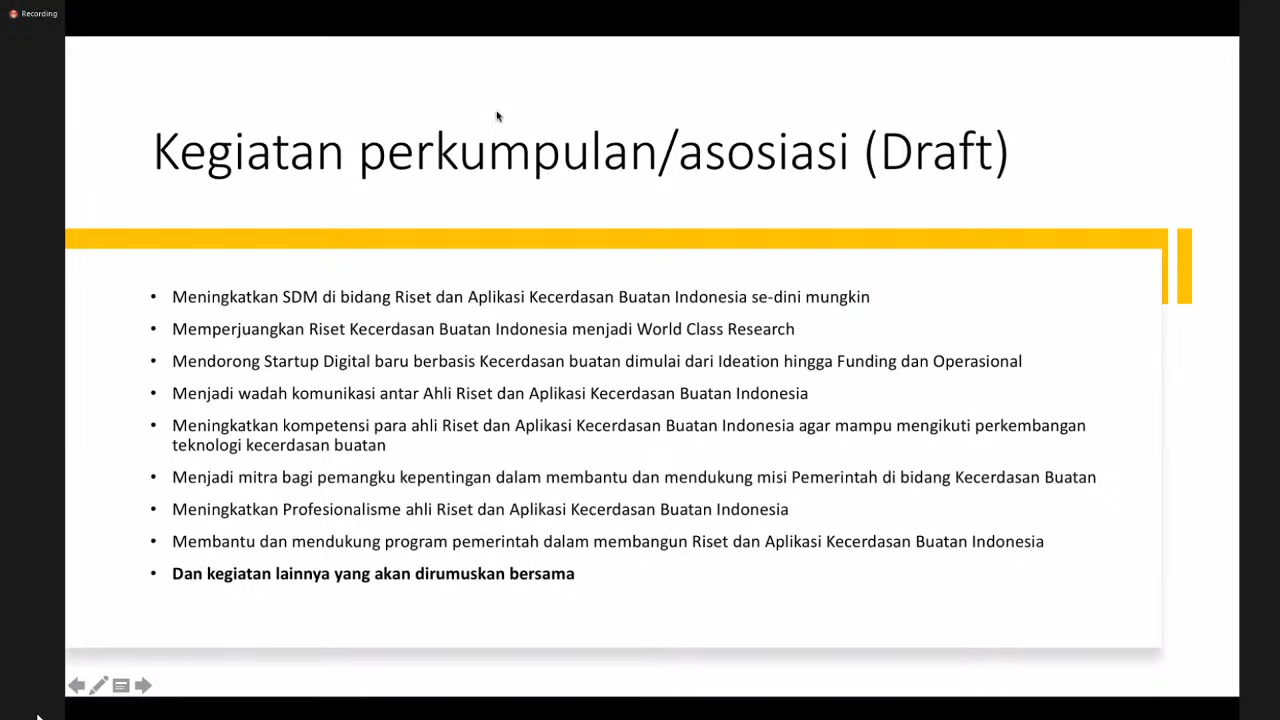 Recording
Kegiatan perkumpulan/asosiasi (Draft)
• Meningkatkan SDM di bidang Riset dan Aplikasi Kecerdasan Buatan Indonesia se-dini mungkin
• Memperjuangkan Riset Kecerdasan Buatan Indonesia menjadi World Class Research
• Mendorong Startup Digital baru berbasis Kecerdasan buatan dimulai dari Ideation hingga Funding dan Operasional
• Menjadi wadah komunikasi antar Ahli Riset dan Aplikasi Kecerdasan Buatan Indonesia
• Meningkatkan kompetensi para ahli Riset dan Aplikasi Kecerdasan Buatan Indonesia agar mampu mengikuti perkembangan
teknologi kecerdasan buatan
• Menjadi mitra bagi pemangku kepentingan dalam membantu dan mendukung misi Pemerintah di bidang Kecerdasan Buatan
• Meningkatkan Profesionalisme ahli Riset dan Aplikasi Kecerdasan Buatan Indonesia
• Membantu dan mendukung program pemerintah dalam membangun Riset dan Aplikasi Kecerdasan Buatan Indonesia
• Dan kegiatan lainnya yang akan dirumuskan bersama